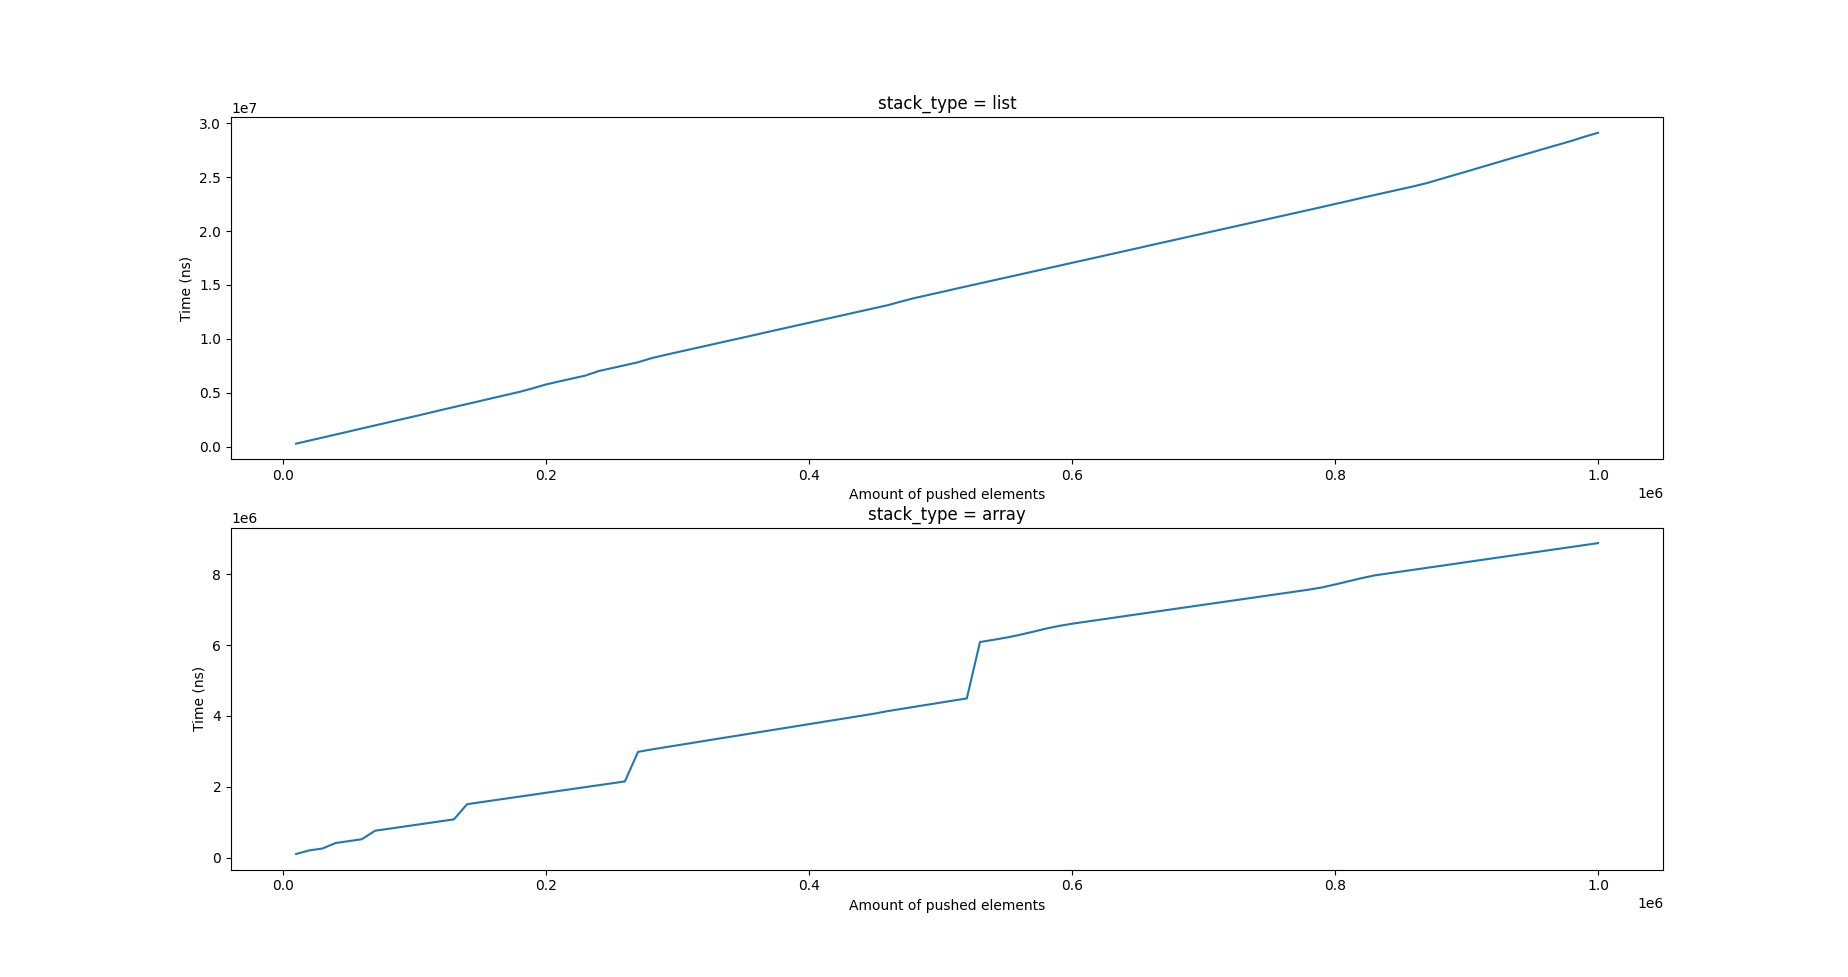 stack_type = list
1e7
3.0
2.5
2.0
1.5
1.0
0.5
0.0
Time (ns)
0.0 0.2 0.4 0.6 0.8 1.0
1e6
Amount of pushed elements
stack_type = array
1e6
8
6
4
2
0
Time (ns)
0.0 0.2 0.4 0.6 0.8 1.0
1e6
Amount of pushed elements